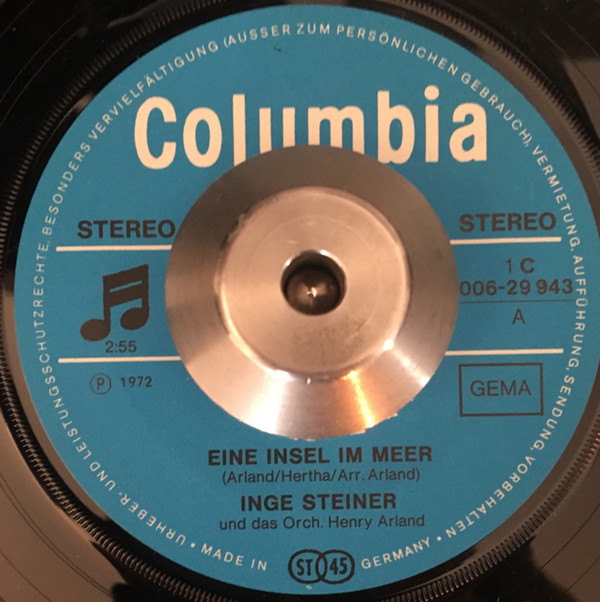 URHEBER- UND LEISTUNGSSCHUTZRECHTE, BESONDERS VERVIELFÄLTIGUNG (AUSSER ZUM PERSÖNLICHEN GEBRAUCH), VERMIETUNG, AUFFÜHRUNG, SENDUNG, VORBEHALTEN
Columbia
STEREO STEREO
1 C
006-29 943
A
2:55
Ⓟ 1972
GEMA
EINE INSEL IM MEER
(Arland/Hertha/Arr. Arland)
INGE STEINER
und das Orch. Henry Arland
• MADE IN GERMANY •
ST 45